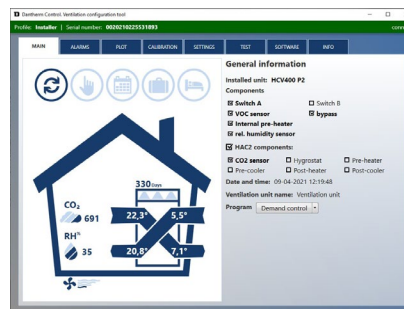 Dantherm Control. Ventilation configuration tool
Profile: Installer | Serial number: 0020210225531893
MAIN ALARMS PLOT CALIBRATION SETTINGS TEST SOFTWARE INFO
General information
Installed unit: HCV400 P2
Components
Switch A Switch B
VOC sensor bypass
Internal pre-heater
rel. humidity sensor
HAC2 components:
CO2 sensor Hygrostat Pre-heater
Pre-cooler Post-heater Post-cooler
Date and time: 09-04-2021 12:19:48
Ventilation unit name: Ventilation unit
Program Demand control
330 Days
CO₂
691
22,3° 5,5°
RH%
35
20,8° 7,1°